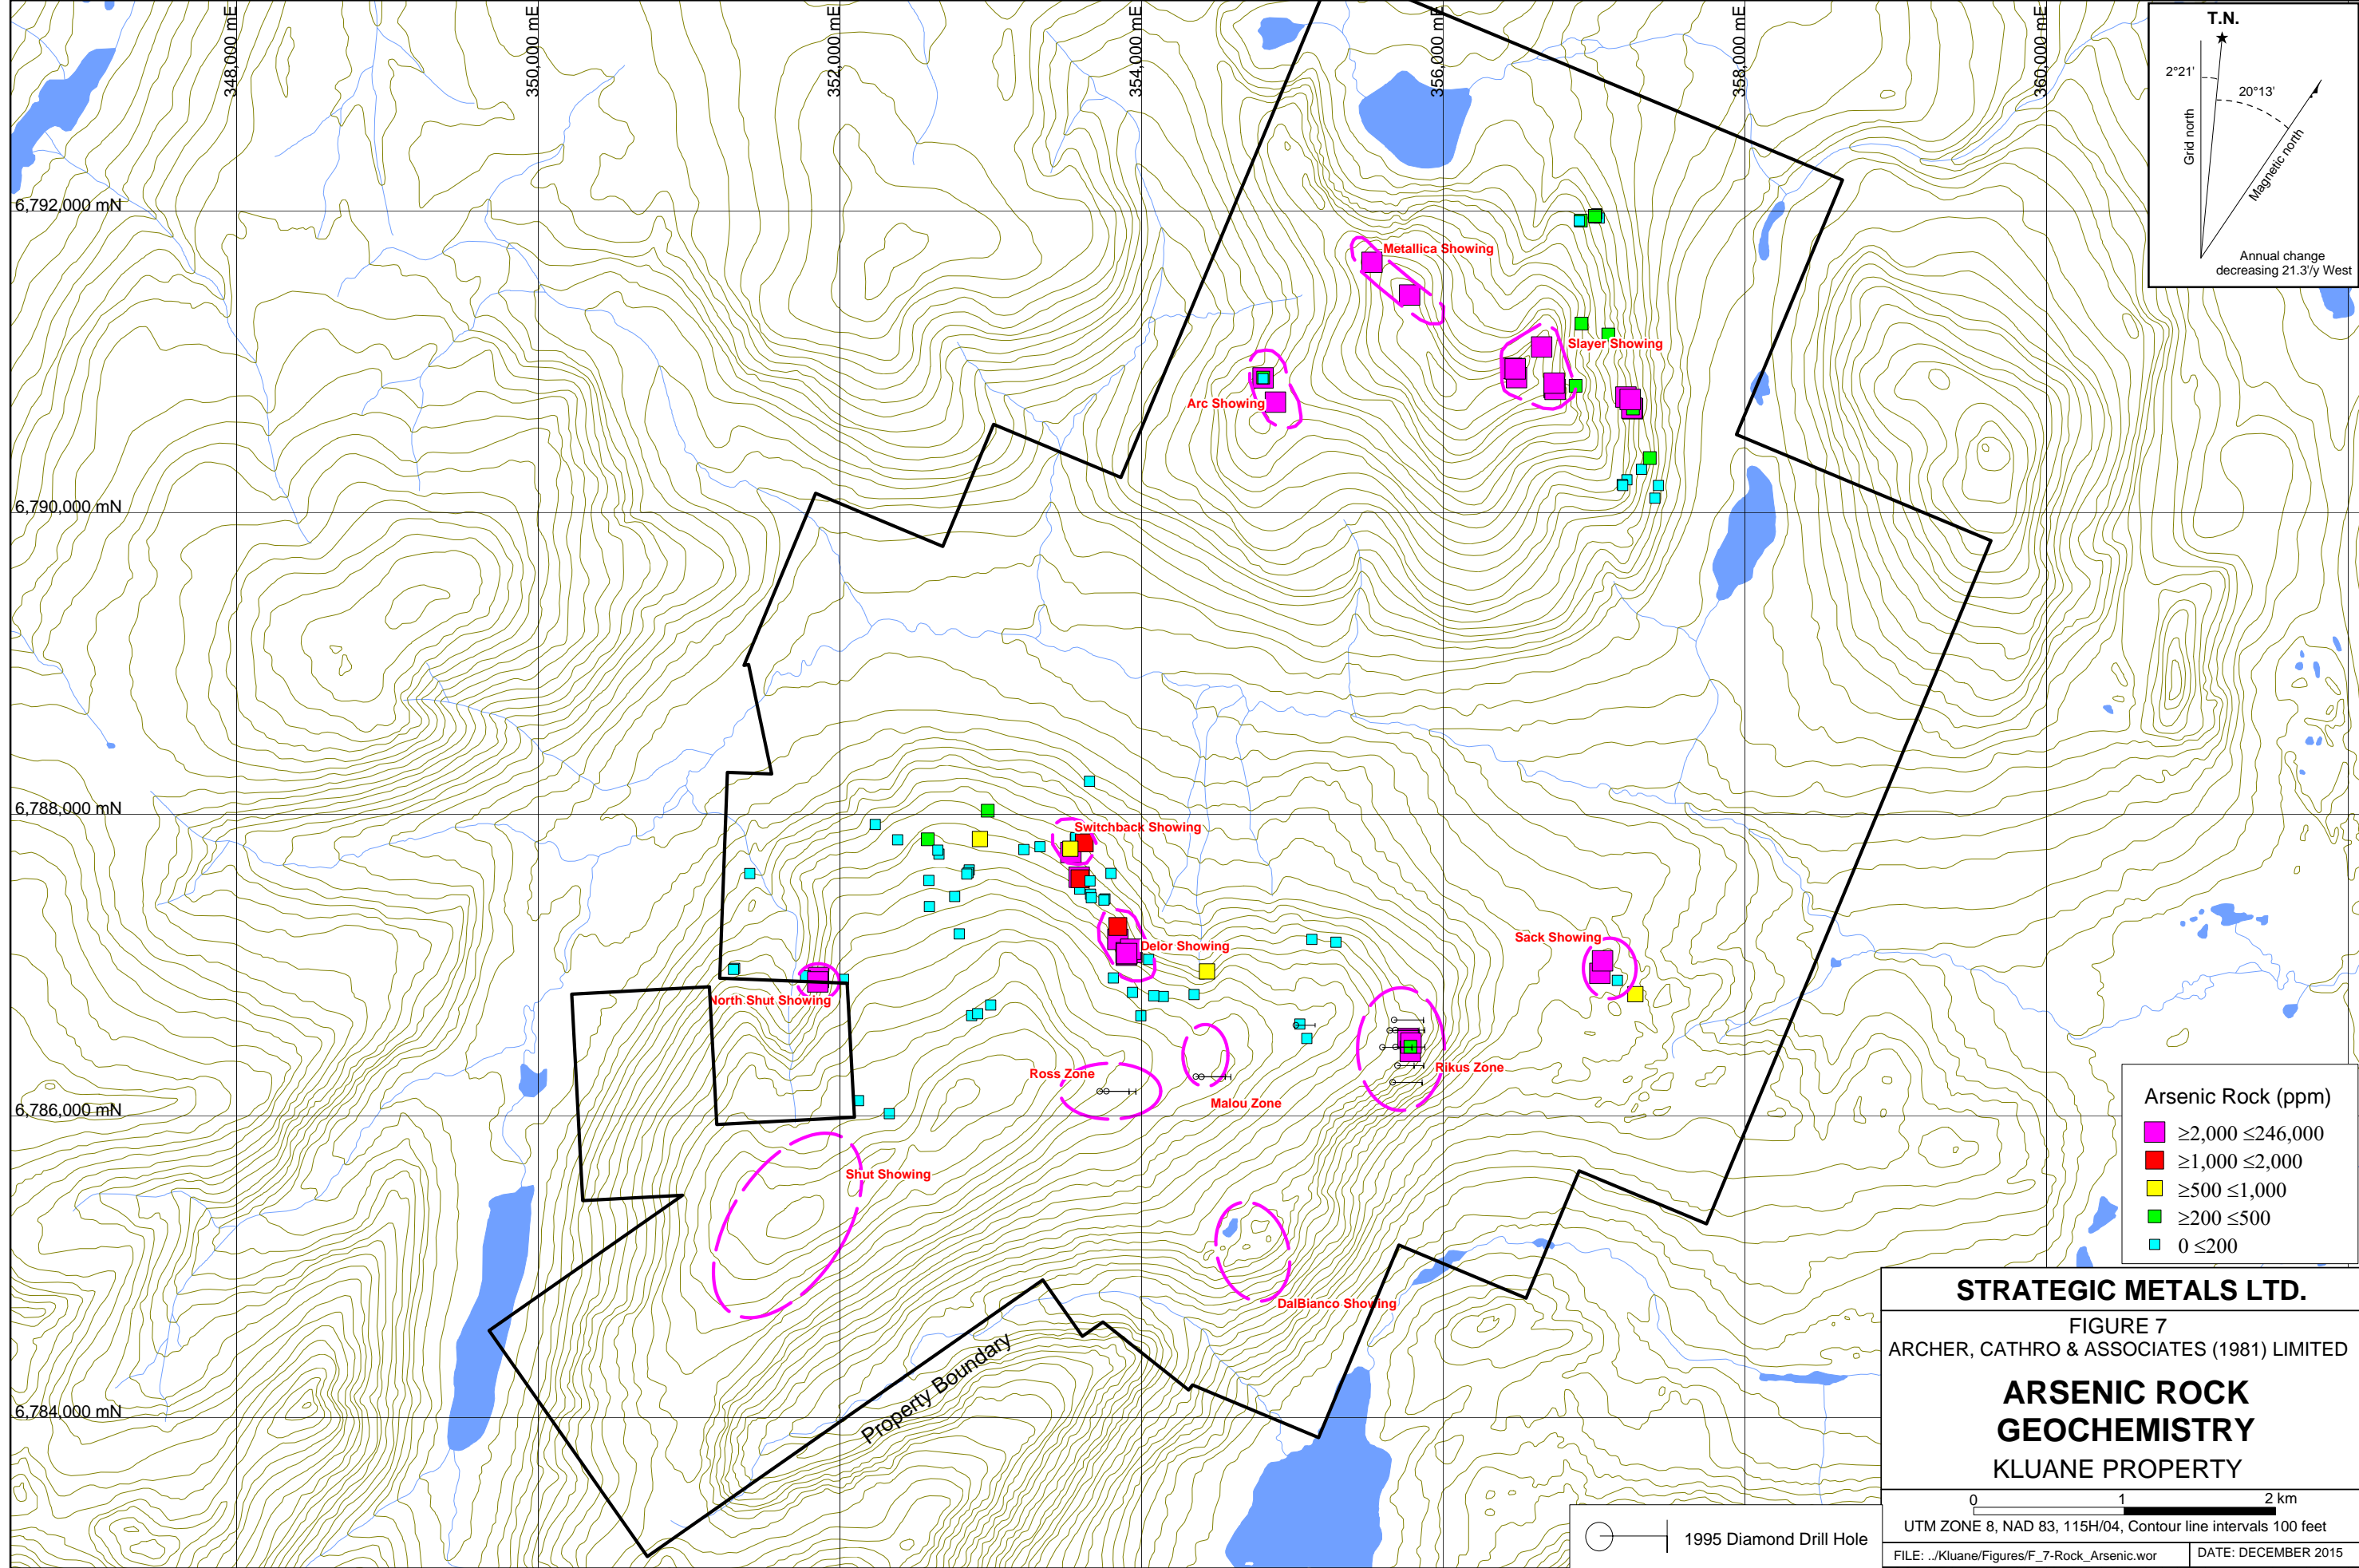 348,000 mE
350,000 mE
352,000 mE
354,000 mE
356,000 mE
358,000 mE
360,000 mE
T.N.
2°21'
20°13'
Grid north
Magnetic north
Annual change
decreasing 21.3'/y West
6,792,000 mN
Metallica Showing
Slayer Showing
Arc Showing
6,790,000 mN
6,788,000 mN
Switchback Showing
Sack Showing
Delor Showing
North Shut Showing
Ross Zone
Rikus Zone
Malou Zone
6,786,000 mN
Shut Showing
DalBianco Showing
Property Boundary
6,784,000 mN
Arsenic Rock (ppm)
≥2,000 ≤246,000
≥1,000 ≤2,000
≥500 ≤1,000
≥200 ≤500
0 ≤200
STRATEGIC METALS LTD.
FIGURE 7
ARCHER, CATHRO & ASSOCIATES (1981) LIMITED
ARSENIC ROCK
GEOCHEMISTRY
KLUANE PROPERTY
0 1 2 km
UTM ZONE 8, NAD 83, 115H/04, Contour line intervals 100 feet
FILE: ../Kluane/Figures/F_7-Rock_Arsenic.wor
DATE: DECEMBER 2015
1995 Diamond Drill Hole